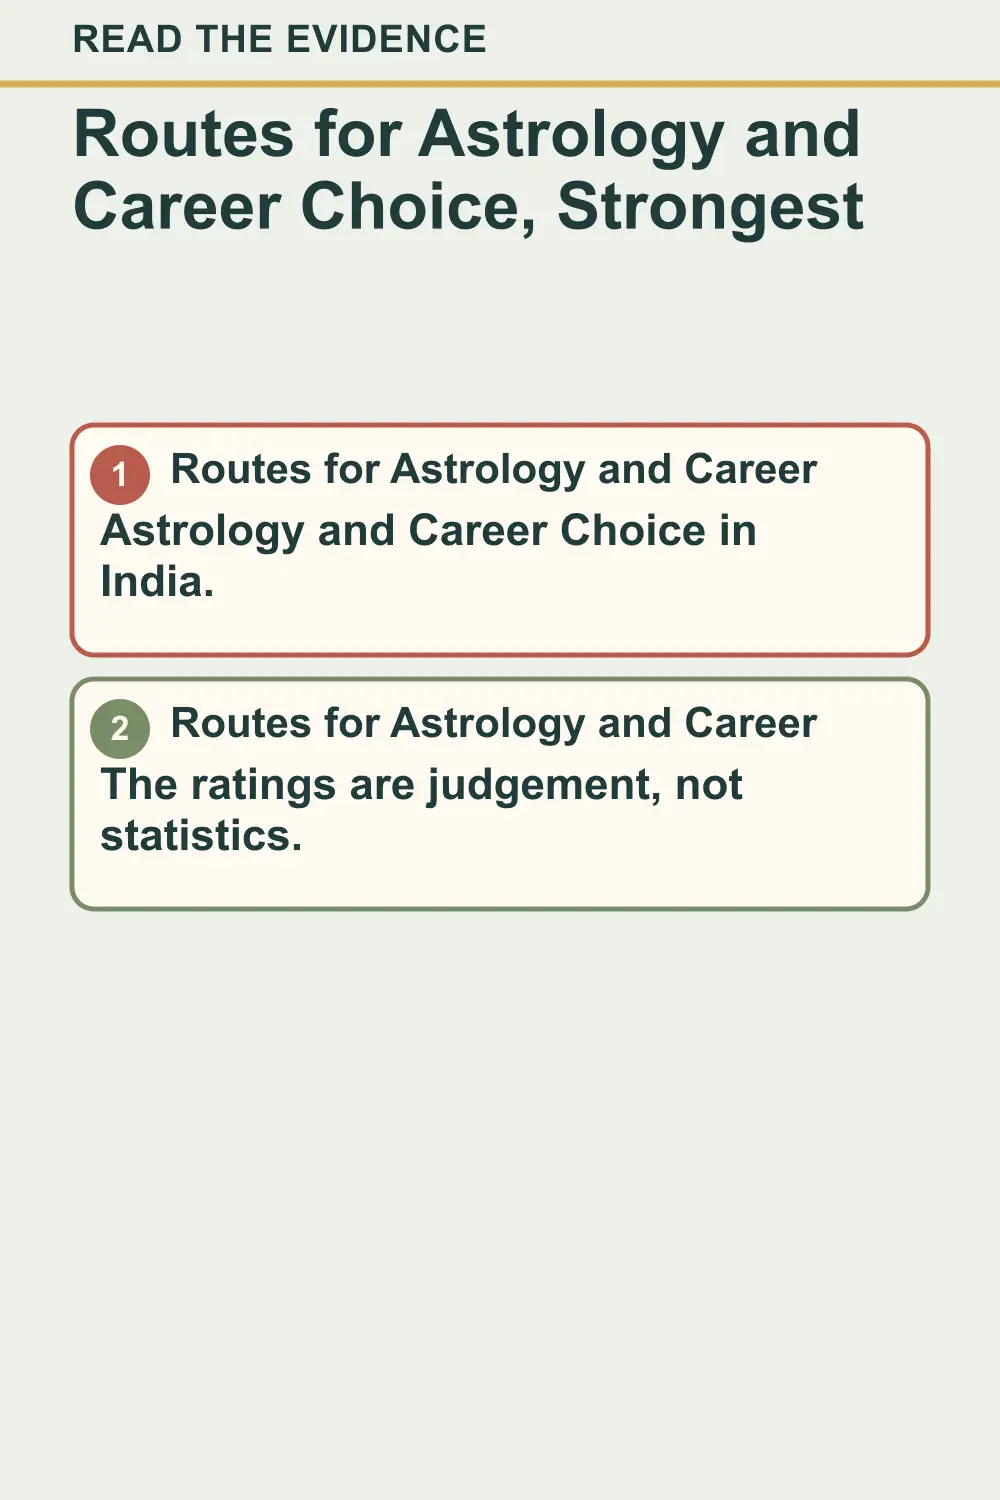 READ THE EVIDENCE
Routes for Astrology and
Career Choice, Strongest
1 Routes for Astrology and Career
Astrology and Career Choice in
India.
2 Routes for Astrology and Career
The ratings are judgement, not
statistics.